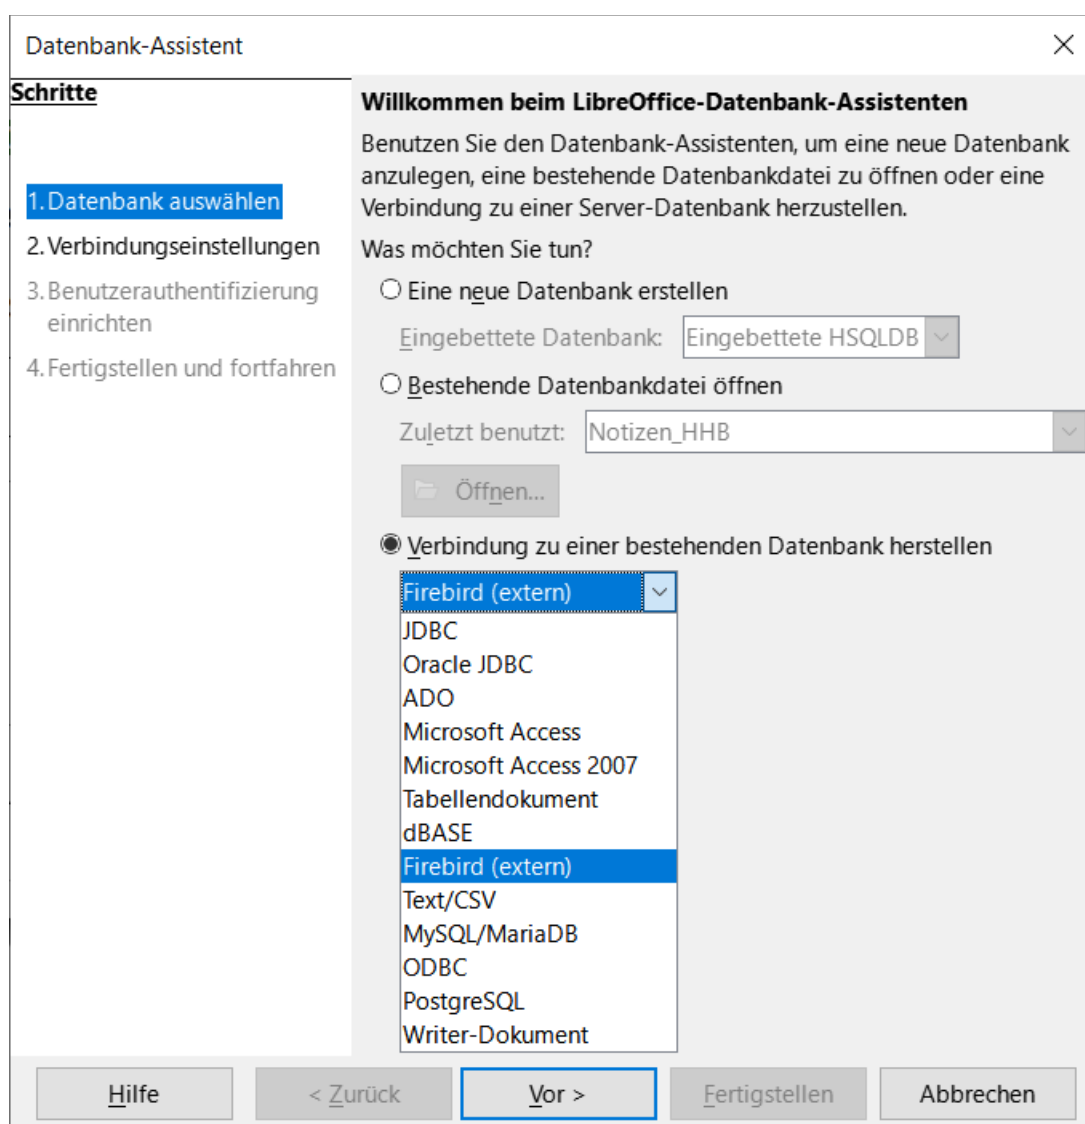 Datenbank-Assistent
Schritte
1. Datenbank auswählen
2. Verbindungseinstellungen
3. Benutzerauthentifizierung
einrichten
4. Fertigstellen und fortfahren
Willkommen beim LibreOffice-Datenbank-Assistenten
Benutzen Sie den Datenbank-Assistenten, um eine neue Datenbank
anzulegen, eine bestehende Datenbankdatei zu öffnen oder eine
Verbindung zu einer Server-Datenbank herzustellen.
Was möchten Sie tun?
Eine neue Datenbank erstellen
Eingebettete Datenbank: Eingebettete HSQLDB
Bestehende Datenbankdatei öffnen
Zuletzt benutzt: Notizen_HHB
Öffnen...
Verbindung zu einer bestehenden Datenbank herstellen
Firebird (extern)
JDBC
Oracle JDBC
ADO
Microsoft Access
Microsoft Access 2007
Tabellendokument
dBASE
Firebird (extern)
Text/CSV
MySQL/MariaDB
ODBC
PostgreSQL
Writer-Dokument
Hilfe < Zurück Vor > Fertigstellen Abbrechen